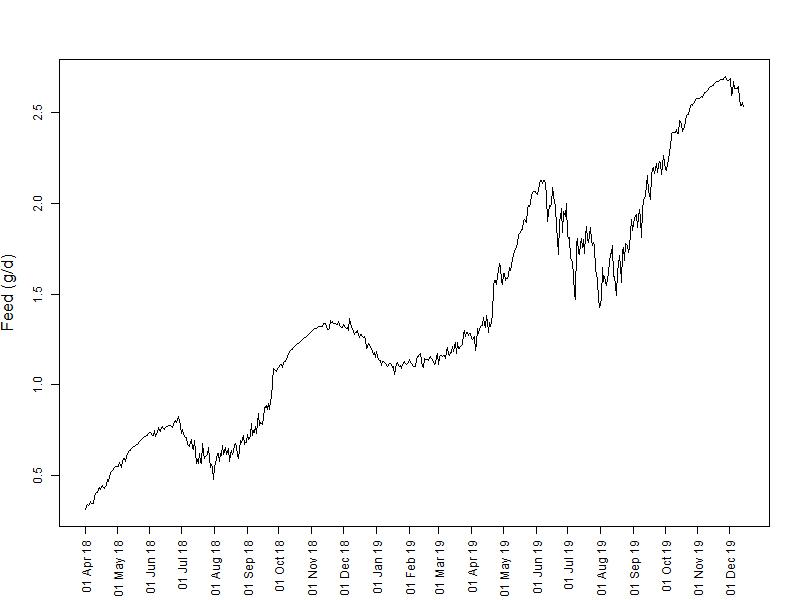 Feed (g/d)
2.5
2.0
1.5
1.0
0.5
01 Apr 18
01 May 18
01 Jun 18
01 Jul 18
01 Aug 18
01 Sep 18
01 Oct 18
01 Nov 18
01 Dec 18
01 Jan 19
01 Feb 19
01 Mar 19
01 Apr 19
01 May 19
01 Jun 19
01 Jul 19
01 Aug 19
01 Sep 19
01 Oct 19
01 Nov 19
01 Dec 19